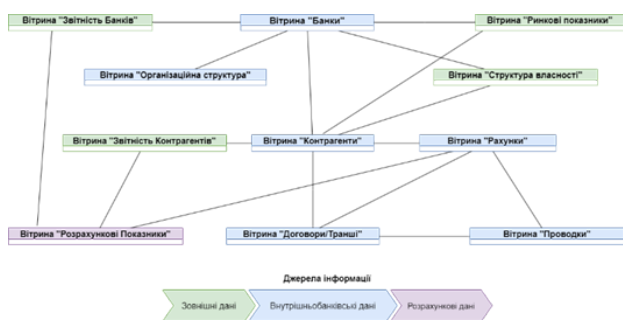 Вітрина "Звітність Банків"
Вітрина "Банки"
Вітрина "Ринкові показники"
Вітрина "Організаційна структура"
Вітрина "Структура власності"
Вітрина "Звітність Контрагентів"
Вітрина "Контрагенти"
Вітрина "Рахунки"
Вітрина "Розрахункові Показники"
Вітрина "Договори/Транші"
Вітрина "Проводки"
Джерела інформації
Зовнішні дані
Внутрішньобанківські дані
Розрахункові дані